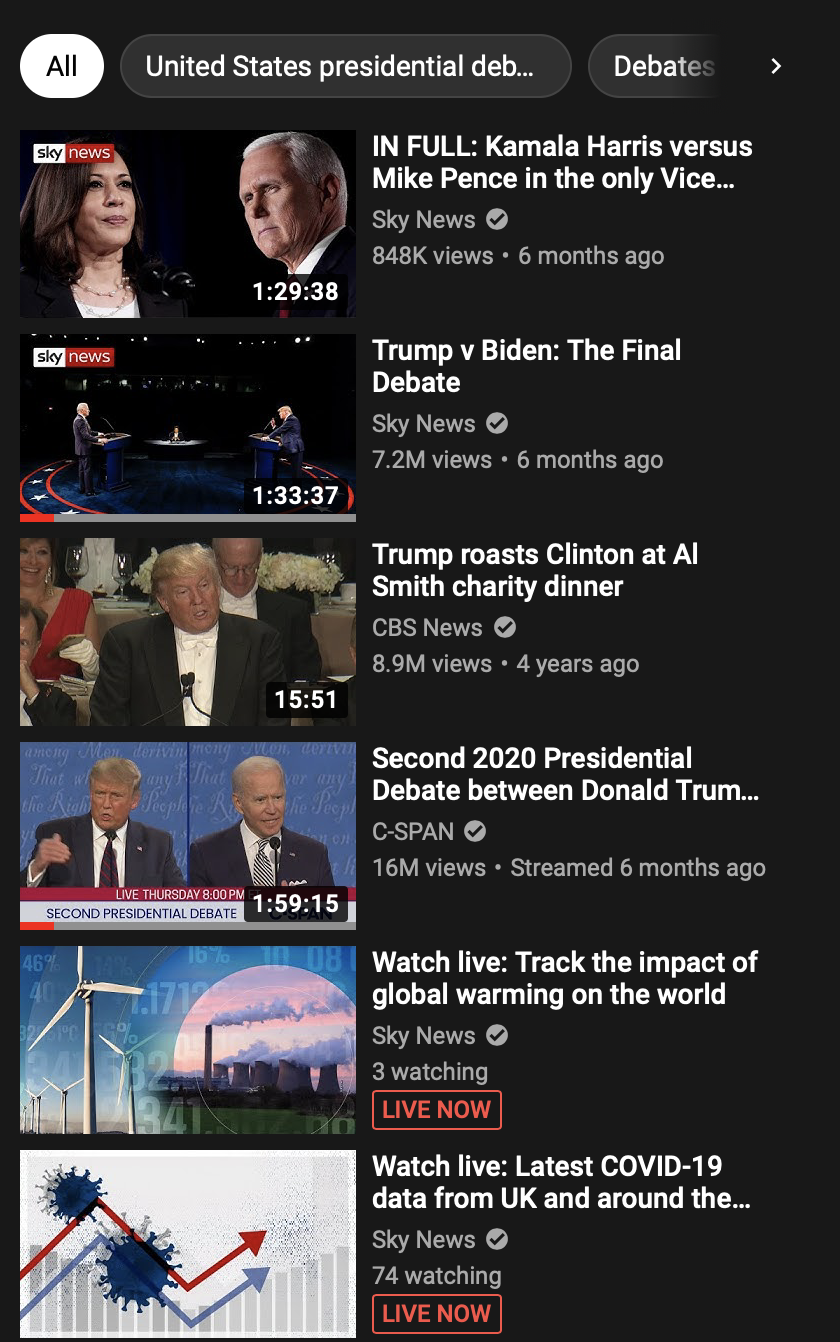 All
United States presidential deb...
Debates
sky news
1:29:38
IN FULL: Kamala Harris versus
Mike Pence in the only Vice...
Sky News
848K views • 6 months ago
sky news
1:33:37
Trump v Biden: The Final
Debate
Sky News
7.2M views • 6 months ago
15:51
Trump roasts Clinton at Al
Smith charity dinner
CBS News
8.9M views • 4 years ago
LIVE THURSDAY 8:00 PM
SECOND PRESIDENTIAL DEBATE
C-SPAN
1:59:15
Second 2020 Presidential
Debate between Donald Trum...
C-SPAN
16M views • Streamed 6 months ago
46%
16%
Watch live: Track the impact of
global warming on the world
Sky News
3 watching
LIVE NOW
Watch live: Latest COVID-19
data from UK and around the...
Sky News
74 watching
LIVE NOW